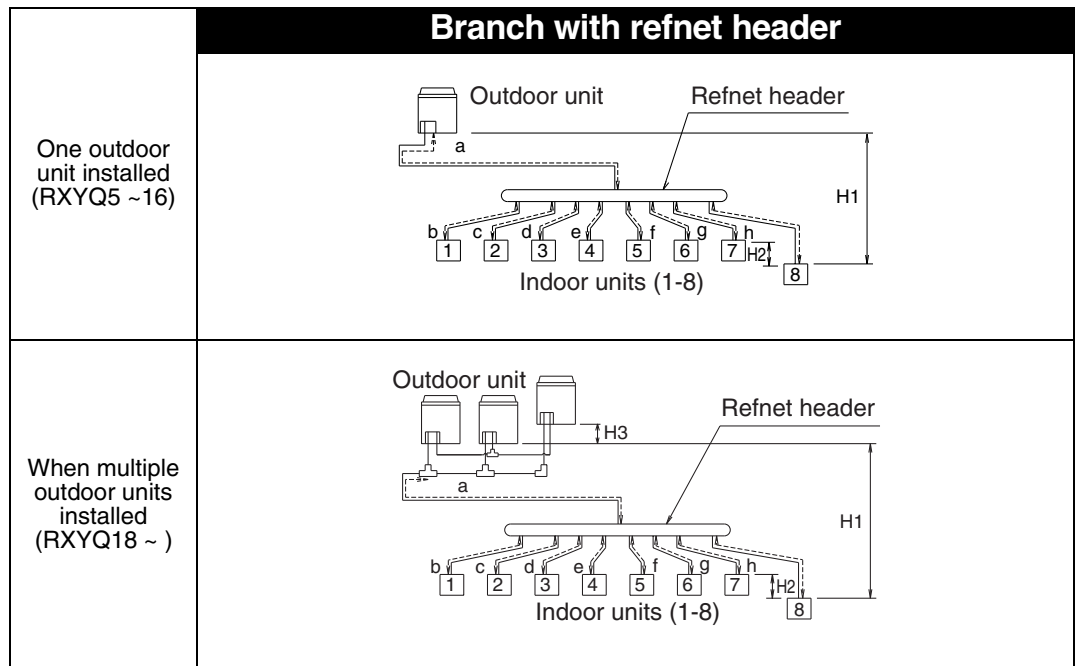 Branch with refnet header
One outdoor
unit installed
(RXYQ5 ~16)
Outdoor unit
Refnet header
a
H1
b c d e f g h
1 2 3 4 5 6 7
H2
8
Indoor units (1-8)
When multiple
outdoor units
installed
(RXYQ18 ~ )
Outdoor unit
Refnet header
H3
a
H1
b c d e f g h
1 2 3 4 5 6 7
H2
8
Indoor units (1-8)